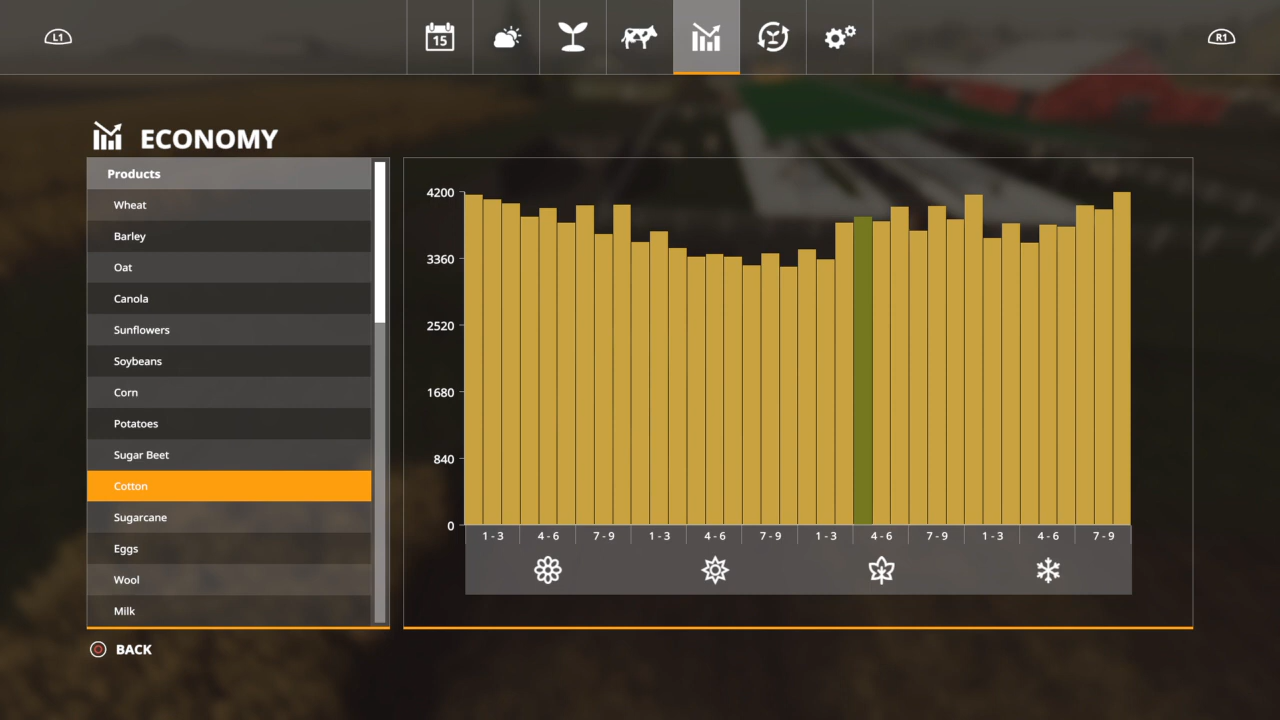 L1
15
R1
ECONOMY
Products
Wheat
Barley
Oat
Canola
Sunflowers
Soybeans
Corn
Potatoes
Sugar Beet
Cotton
Sugarcane
Eggs
Wool
Milk
4200
3360
2520
1680
840
0
1 - 3 4 - 6 7 - 9 1 - 3 4 - 6 7 - 9 1 - 3 4 - 6 7 - 9 1 - 3 4 - 6 7 - 9
BACK